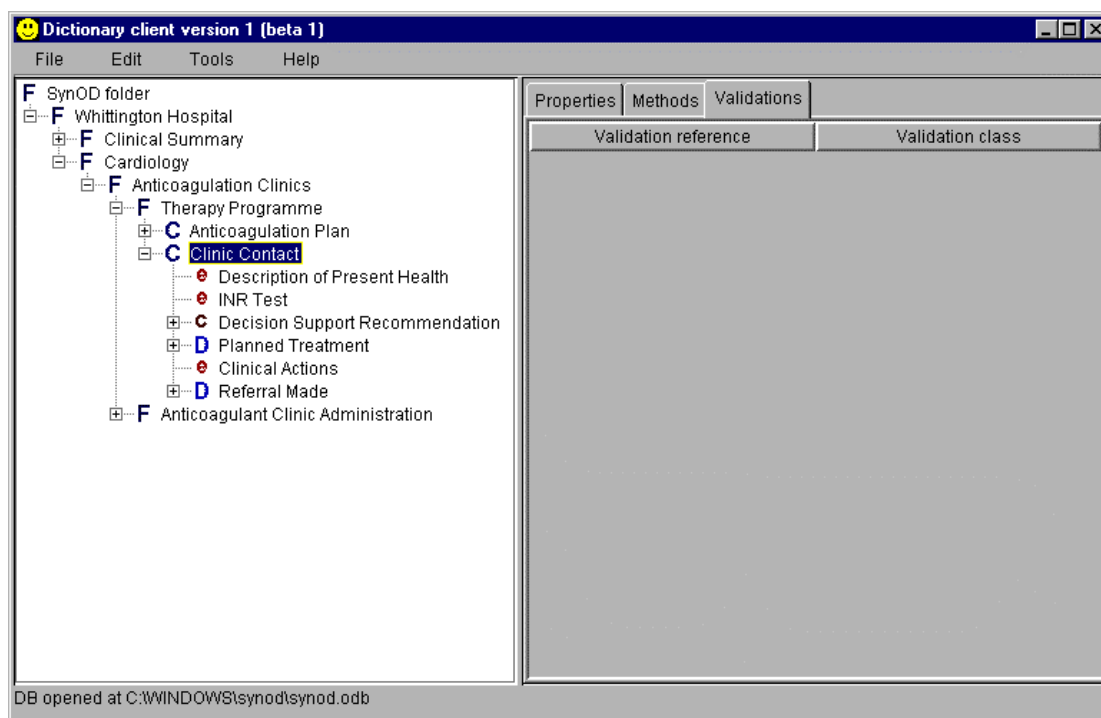 Dictionary client version 1 (beta 1)
File Edit Tools Help
F SynOD folder
F Whittington Hospital
F Clinical Summary
F Cardiology
F Anticoagulation Clinics
F Therapy Programme
C Anticoagulation Plan
C Clinic Contact
e Description of Present Health
e INR Test
C Decision Support Recommendation
D Planned Treatment
e Clinical Actions
D Referral Made
F Anticoagulant Clinic Administration
Properties Methods Validations
Validation reference Validation class
DB opened at C:\WINDOWS\synod\synod.odb